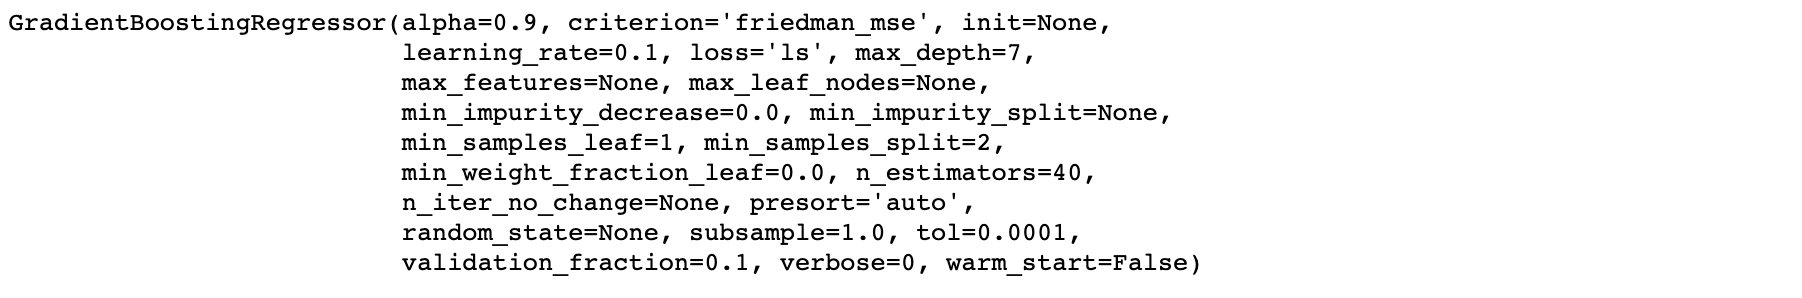 GradientBoostingRegressor(alpha=0.9, criterion='friedman_mse', init=None,
learning_rate=0.1, loss='ls', max_depth=7,
max_features=None, max_leaf_nodes=None,
min_impurity_decrease=0.0, min_impurity_split=None,
min_samples_leaf=1, min_samples_split=2,
min_weight_fraction_leaf=0.0, n_estimators=40,
n_iter_no_change=None, presort='auto',
random_state=None, subsample=1.0, tol=0.0001,
validation_fraction=0.1, verbose=0, warm_start=False)